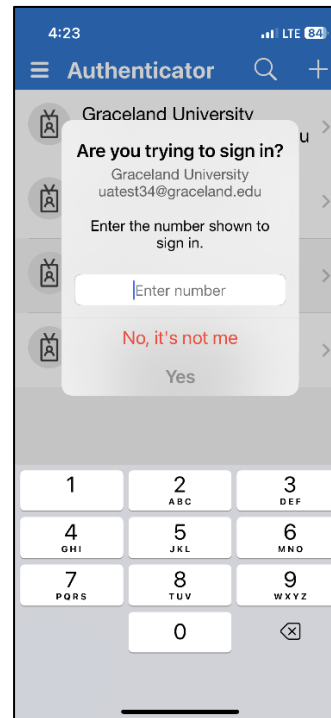 4:23
LTE 84
Authenticator
Graceland University
u
Are you trying to sign in?
Graceland University
uatest34@graceland.edu
Enter the number shown to
sign in.
Enter number
No, it's not me
Yes
1
2
ABC
3
DEF
4
GHI
5
JKL
6
MNO
7
PQRS
8
TUV
9
WXYZ
0